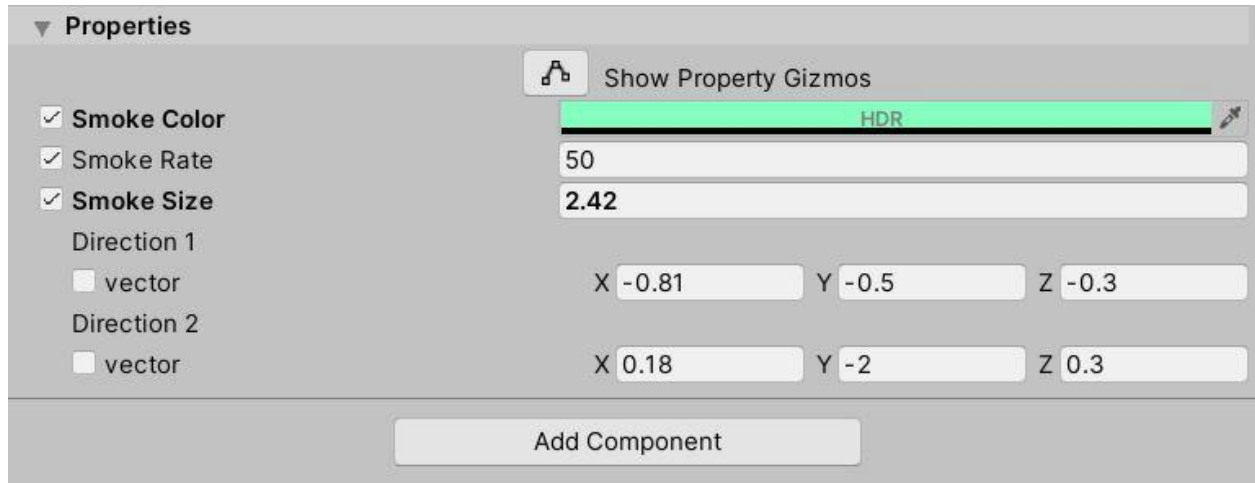 Properties
Show Property Gizmos
Smoke Color HDR
Smoke Rate 50
Smoke Size 2.42
Direction 1
vector X -0.81 Y -0.5 Z -0.3
Direction 2
vector X 0.18 Y -2 Z 0.3
Add Component